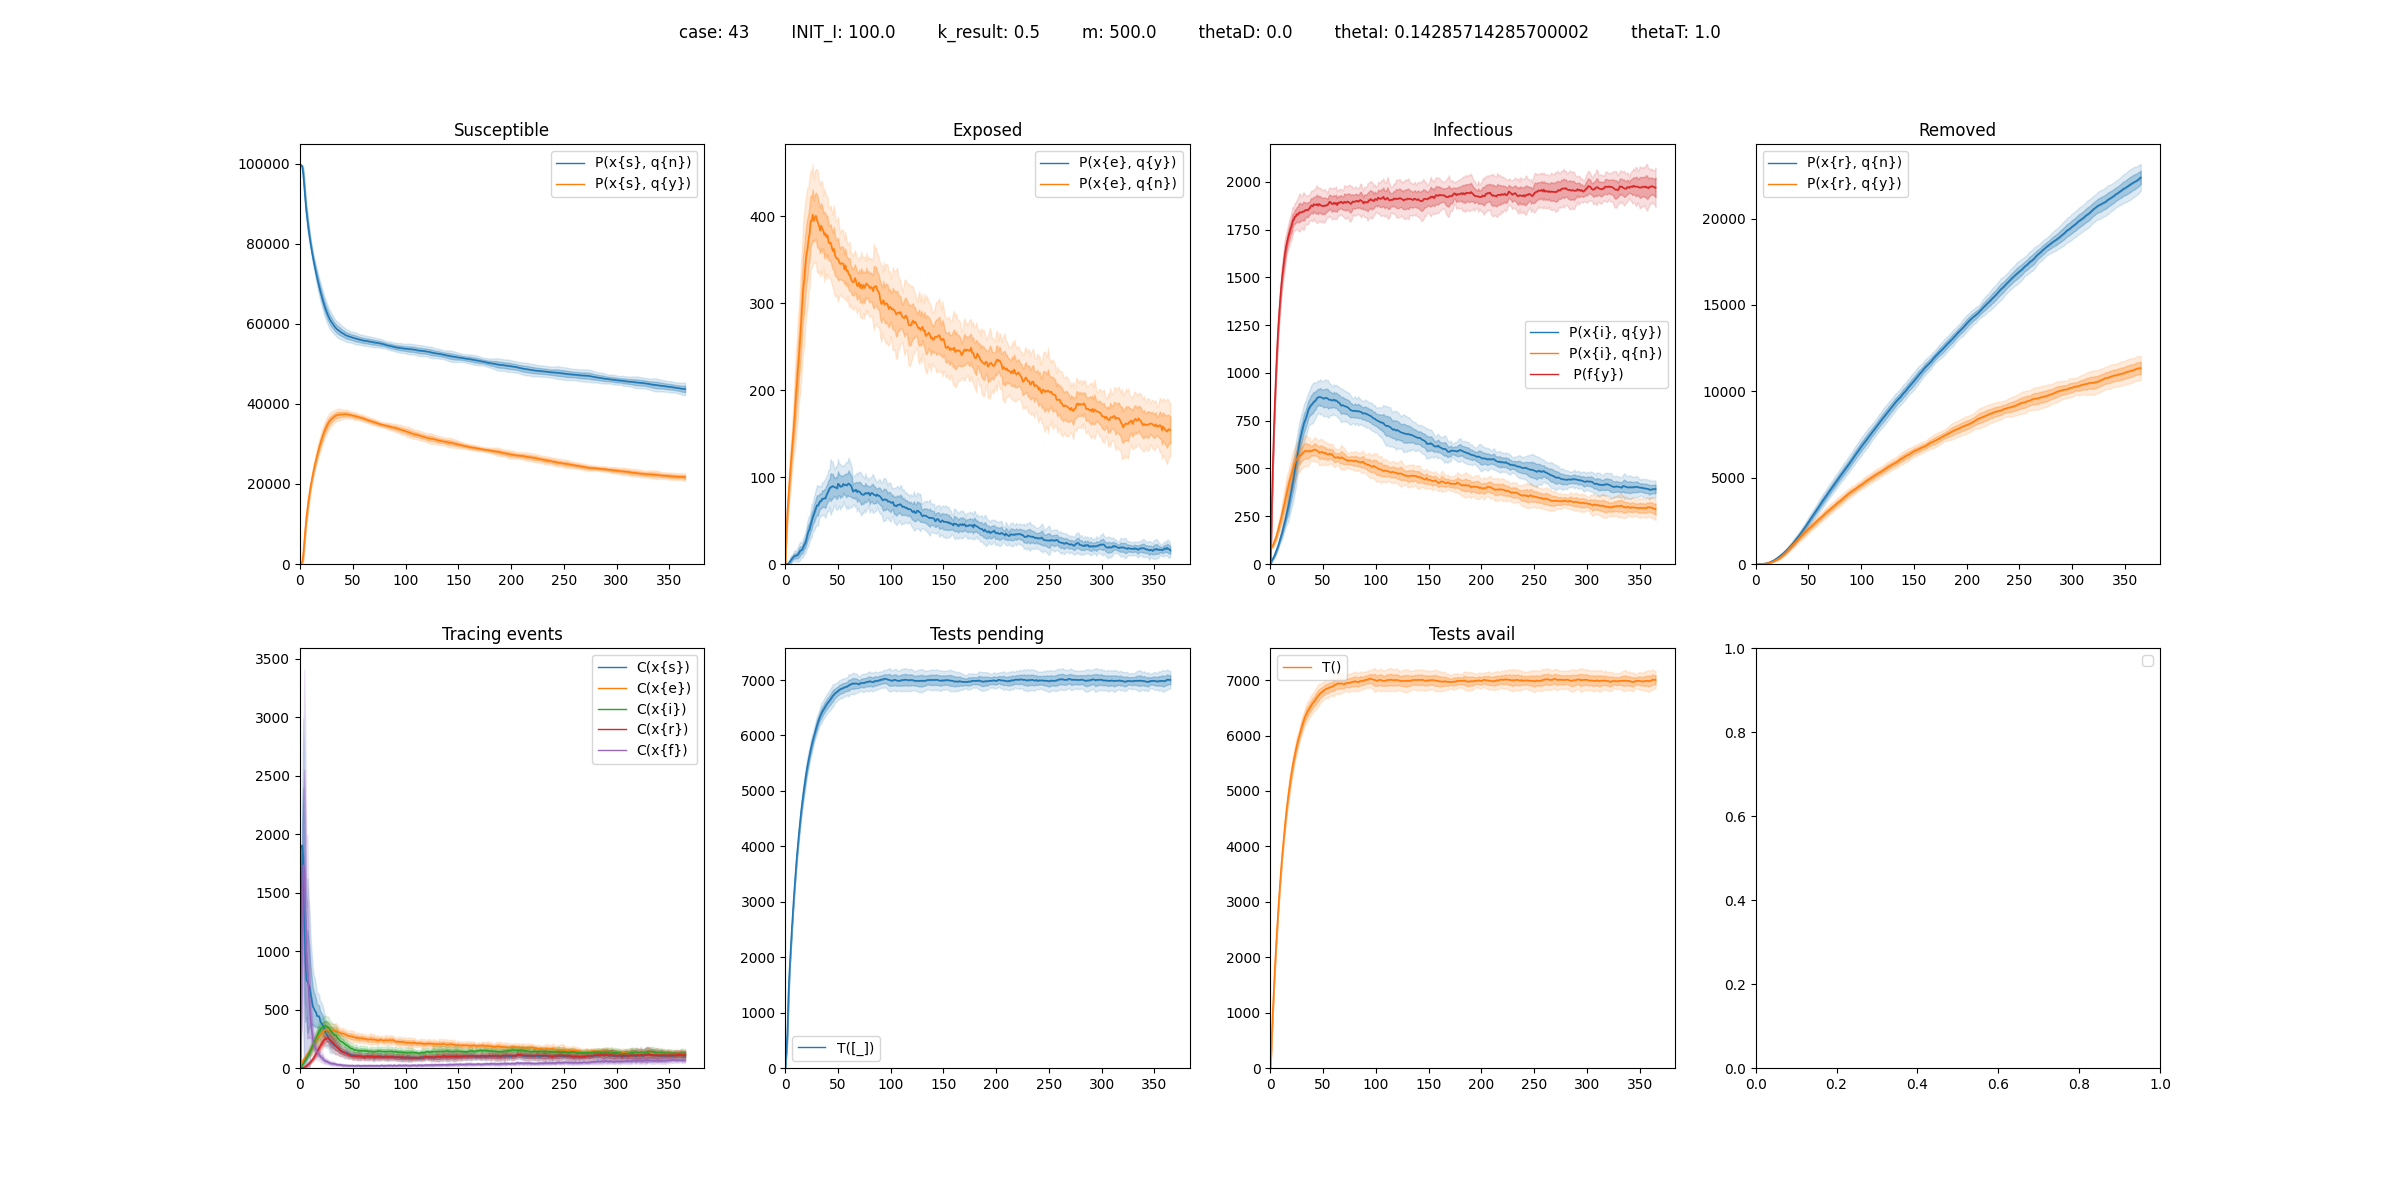 case: 43 INIT_I: 100.0 k_result: 0.5 m: 500.0 thetaD: 0.0 thetaI: 0.14285714285700002 thetaT: 1.0
Susceptible
100000
80000
60000
40000
20000
0
0 50 100 150 200 250 300 350
P(x{s}, q{n})
P(x{s}, q{y})
Exposed
400
300
200
100
0
0 50 100 150 200 250 300 350
P(x{e}, q{y})
P(x{e}, q{n})
Infectious
2000
1750
1500
1250
1000
750
500
250
0
0 50 100 150 200 250 300 350
P(x{i}, q{y})
P(x{i}, q{n})
P(f{y})
Removed
20000
15000
10000
5000
0
0 50 100 150 200 250 300 350
P(x{r}, q{n})
P(x{r}, q{y})
Tracing events
3500
3000
2500
2000
1500
1000
500
0
0 50 100 150 200 250 300 350
C(x{s})
C(x{e})
C(x{i})
C(x{r})
C(x{f})
Tests pending
7000
6000
5000
4000
3000
2000
1000
0
0 50 100 150 200 250 300 350
T([_])
Tests avail
7000
6000
5000
4000
3000
2000
1000
0
0 50 100 150 200 250 300 350
T()
1.0
0.8
0.6
0.4
0.2
0.0
0.0 0.2 0.4 0.6 0.8 1.0